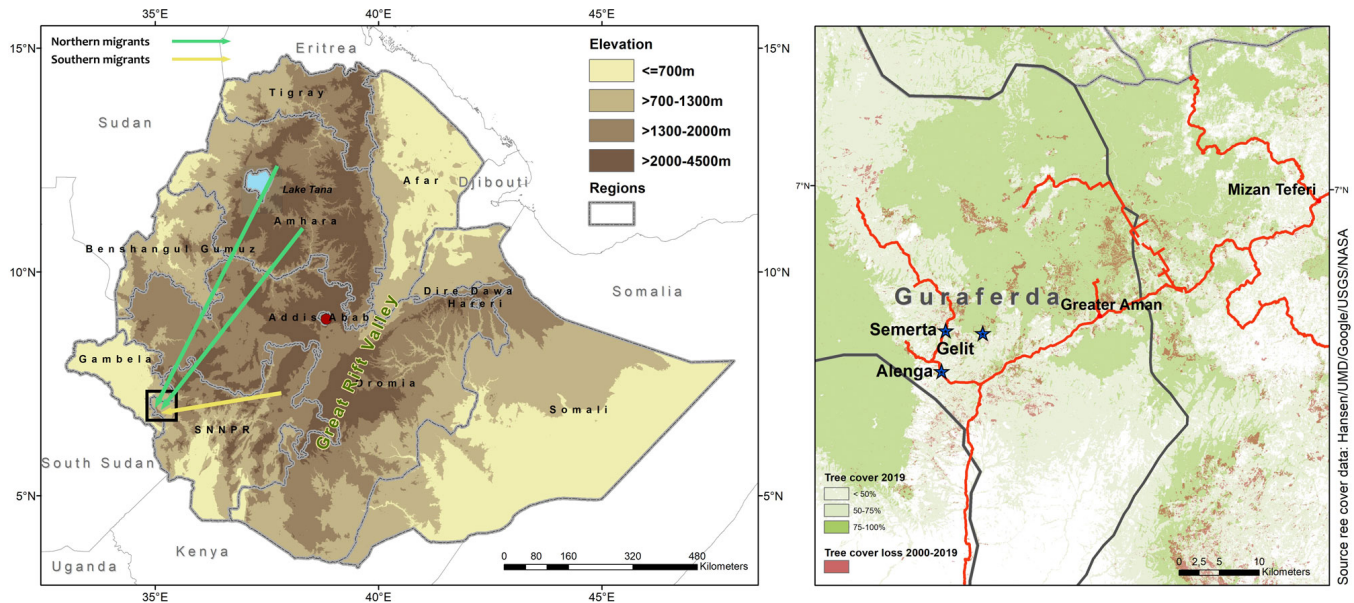 35°E 40°E 45°E
15°N
Northern migrants
Southern migrants
Eritrea
Elevation
<=700m
>700-1300m
>1300-2000m
>2000-4500m
Regions
Tigray
Sudan
Afar
Djibouti
Lake Tana
Amhara
Benshangul Gumuz
10°N
Dire Dawa
Hareri
Somalia
Addis Abab
Great Rift Valley
Gambela
Oromia
Somali
SNNPR
South Sudan
5°N
5°N
Kenya
Uganda
0 80 160 320 480
Kilometers
35°E 40°E 45°E
15°N
10°N
7°N
7°N
Mizan Teferi
Guraferda
Greater Aman
Semerta
Gelit
Alenga
Tree cover 2019
< 50%
50-75%
75-100%
Tree cover loss 2000-2019
0 2,5 5 10
Kilometers
Source ree cover data: Hansen/UMD/Google/USGS/NASA